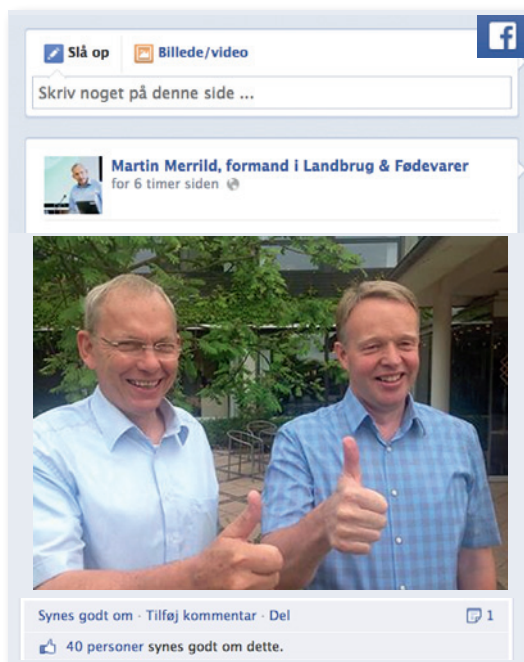 Slå op
Billede/video
Skriv noget på denne side ...
Martin Merrild, formand i Landbrug & Fødevarer
for 6 timer siden
Synes godt om · Tilføj kommentar · Del
1
40 personer synes godt om dette.